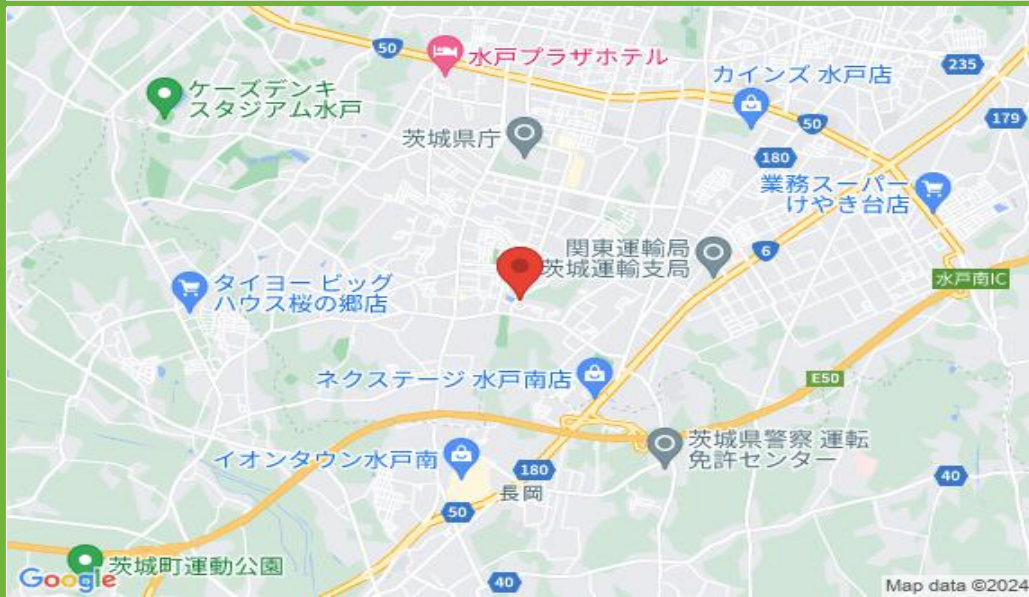 50
水戸プラザホテル
235
ケーズデンキ
スタジアム水戸
カインズ 水戸店
179
茨城県庁
50
180
業務スーパー
けやき台店
関東運輸局
茨城運輸支局
6
タイヨー ビッグ
ハウス桜の郷店
水戸南IC
ネクステージ 水戸南店
E50
茨城県警察 運転
免許センター
イオンタウン水戸南
180
長岡
40
50
茨城町運動公園
Google
40
Map data ©2024